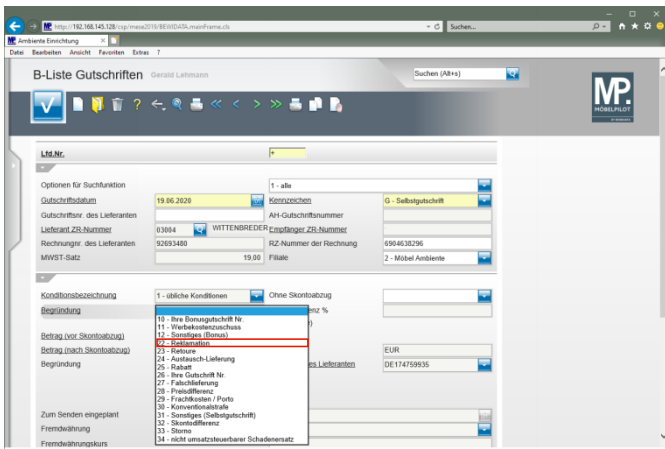 http://192.168.145.128/csp/mese2019/BEWIDATA.mainFrame.cls
Suchen...
Ambiente Einrichtung
Datei Bearbeiten Ansicht Favoriten Extras ?
B-Liste Gutschriften Gerald Lehmann
Suchen (Alt+s)
MP.
MÖBELPILOT
Lfd.Nr. +
Optionen für Suchfunktion 1 - alle
Gutschriftsdatum 19.06.2020 Kennzeichen G - Selbstgutschrift
Gutschriftsnr. des Lieferanten AH-Gutschriftsnummer
Lieferant ZR-Nummer 03004 WITTENBREDER Empfänger ZR-Nummer
Rechnungnr. des Lieferanten 92693480 RZ-Nummer der Rechnung 6904638296
MWST-Satz 19,00 Filiale 2 - Möbel Ambiente
Konditionsbezeichnung 1 - übliche Konditionen Ohne Skontoabzug
Begründung enz %
10 - Ihre Bonusgutschrift Nr.
11 - Werbekostenzuschuss
12 - Sonstiges (Bonus)
Betrag (vor Skontoabzug)
22 - Reklamation
Betrag (nach Skontoabzug) 23 - Retoure EUR
24 - Austausch-Lieferung
Begründung 25 - Rabatt es Lieferanten DE174759935
26 - Ihre Gutschrift Nr.
27 - Falschlieferung
28 - Preisdifferenz
29 - Frachtkosten / Porto
30 - Konventionalstrafe
Zum Senden eingeplant 31 - Sonstiges (Selbstgutschrift)
32 - Skontodifferenz
Fremdwährung 33 - Storno
34 - nicht umsatzsteuerbarer Schadenersatz
Fremdwährungskurs